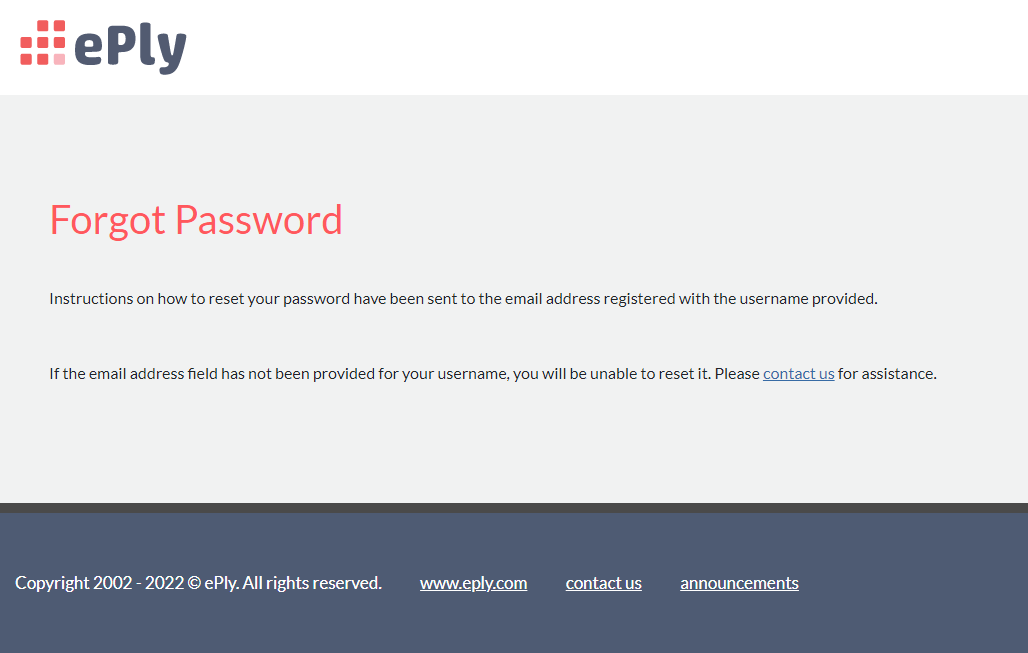 ePly
Forgot Password
Instructions on how to reset your password have been sent to the email address registered with the username provided.
If the email address field has not been provided for your username, you will be unable to reset it. Please contact us for assistance.
Copyright 2002 - 2022 © ePly. All rights reserved. www.eply.com contact us announcements